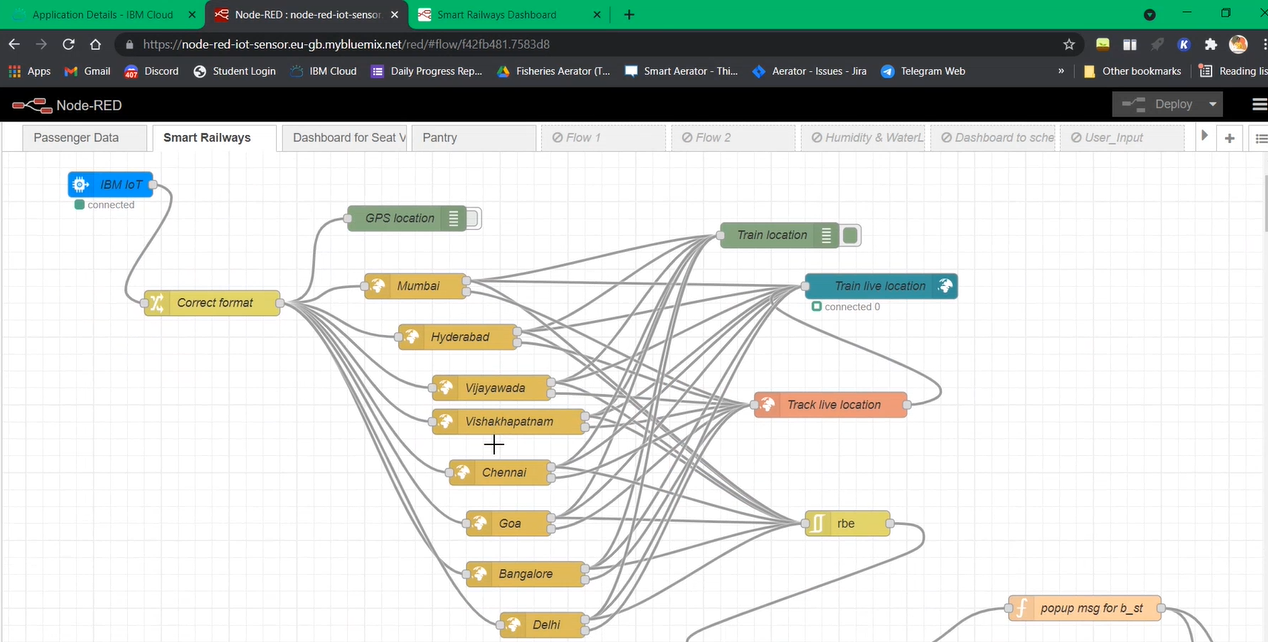 Application Details - IBM Cloud
Node-RED : node-red-iot-sensor.
Smart Railways Dashboard
https://node-red-iot-sensor.eu-gb.mybluemix.net/red/#flow/f42fb481.7583d8
Apps
Gmail
407
Discord
Student Login
IBM Cloud
Daily Progress Rep...
Fisheries Aerator (T...
Smart Aerator - Thi...
Aerator - Issues - Jira
Telegram Web
»
Other bookmarks
Reading lis
K
Node-RED
Deploy
Passenger Data
Smart Railways
Dashboard for Seat V
Pantry
Flow 1
Flow 2
Humidity & WaterL
Dashboard to sche
User_Input
IBM IoT
connected
GPS location
Train location
Mumbai
Train live location
connected 0
Correct format
Hyderabad
Vijayawada
Track live location
Vishakhapatnam
Chennai
Goa
rbe
Bangalore
popup msg for b_st
Delhi